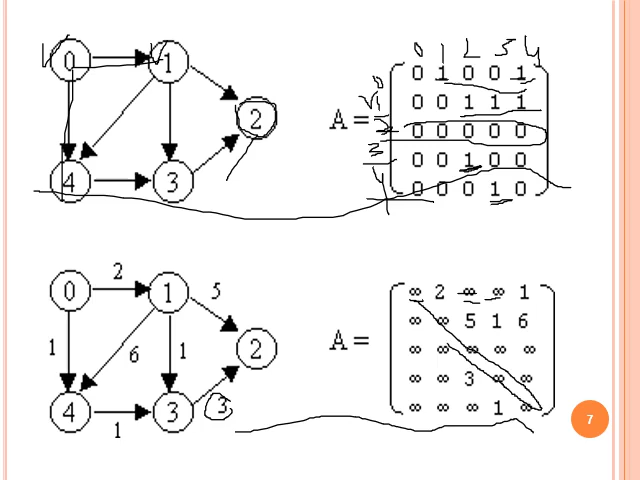 0 1 2 3 4
0 1
0 1 0 0 1
0 0 1 1 1
2
A =
0 0 0 0 0
0 0 1 0 0
4 3
0 0 0 1 0
2
0 1 5
∞ 2 ∞ ∞ 1
∞ ∞ 5 1 6
1 6 1 2
A =
∞ ∞ ∞ ∞ ∞
∞ ∞ 3 ∞ ∞
4 3 3
∞ ∞ ∞ 1 ∞
1
7